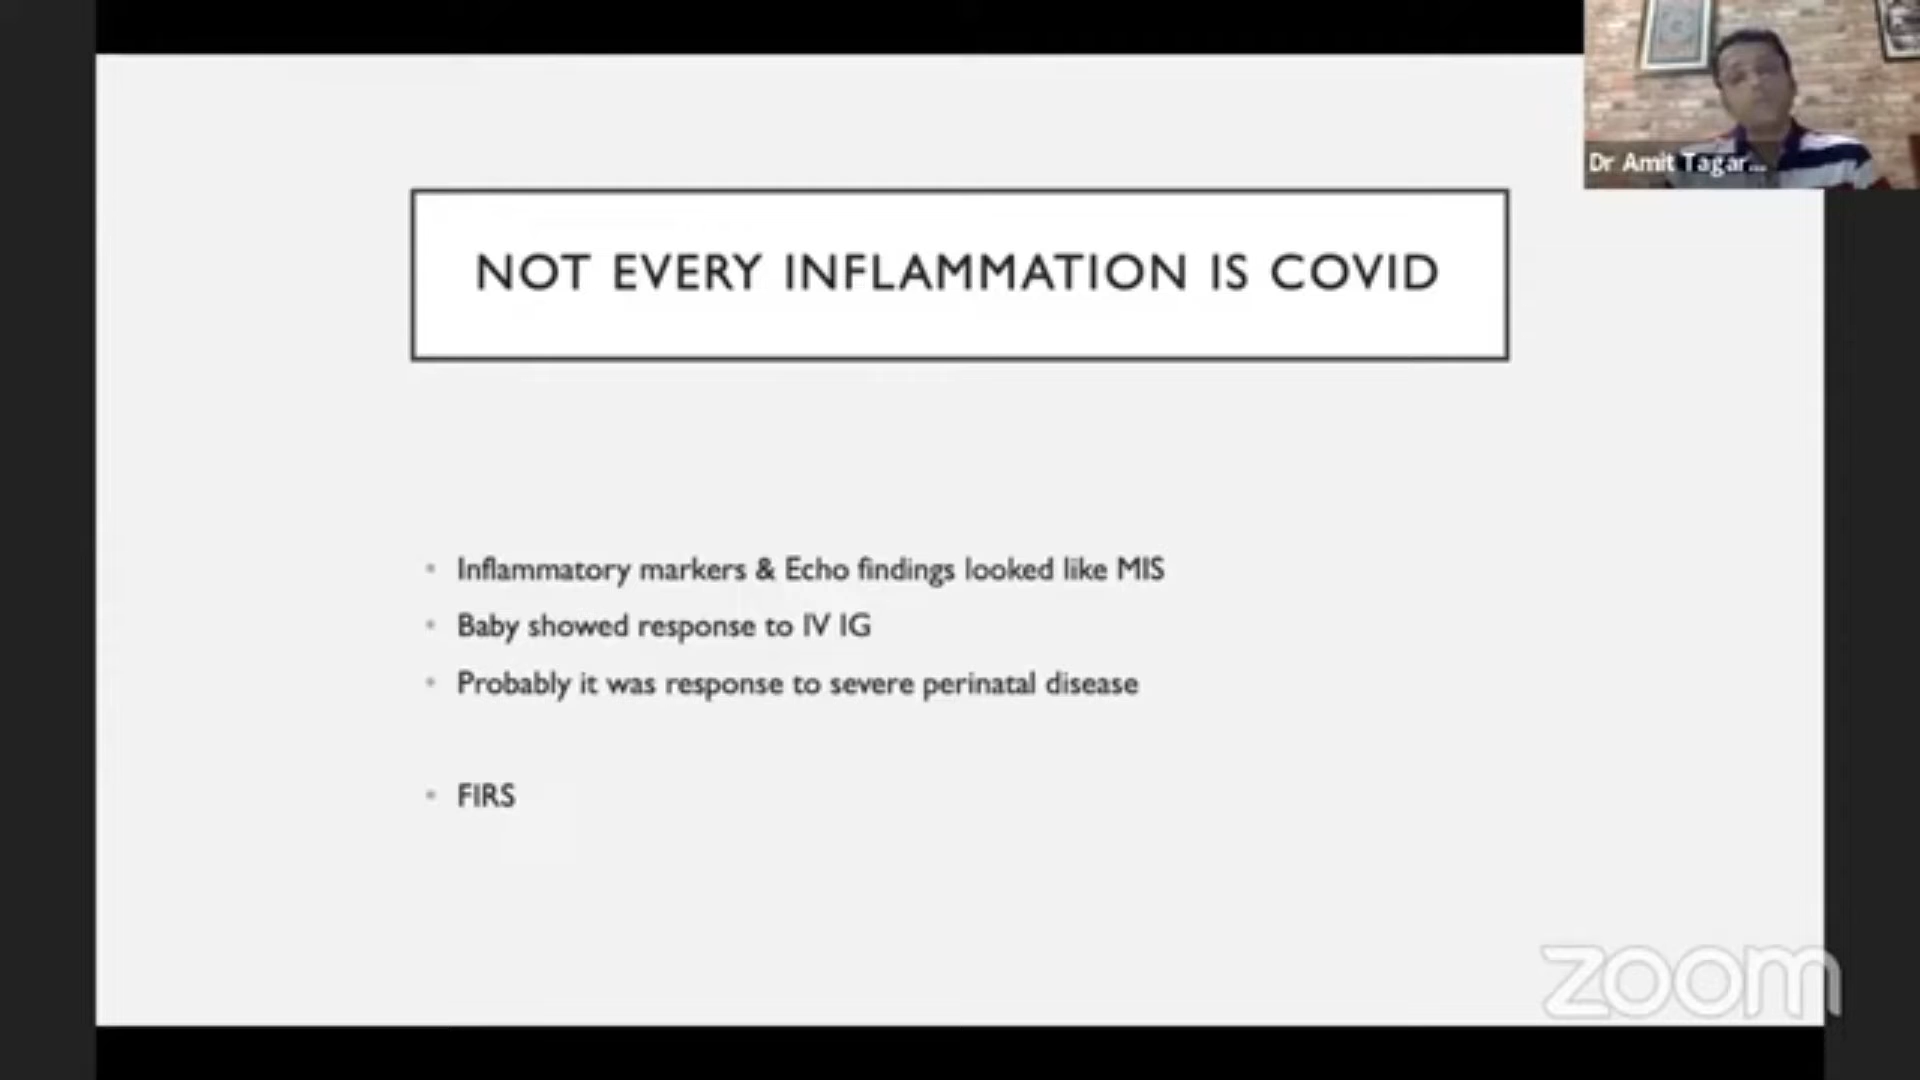 Dr Amit Tagar...
NOT EVERY INFLAMMATION IS COVID
• Inflammatory markers & Echo findings looked like MIS
• Baby showed response to IV IG
• Probably it was response to severe perinatal disease
• FIRS
zoom